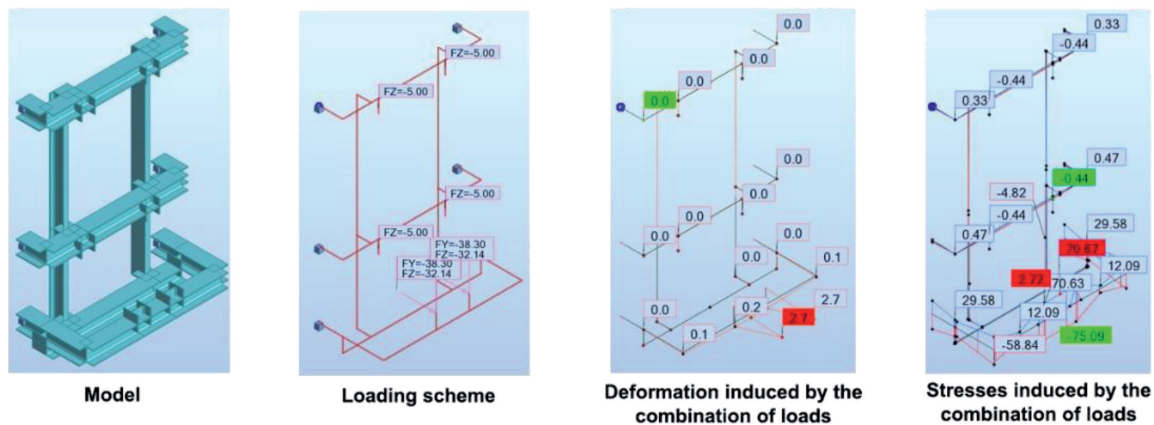 0.0
0.33
FZ=-5.00
0.0
-0.44
FZ=-5.00
0.0
0.0
-0.44
0.33
0.0
0.47
FZ=-5.00
0.0
-0.44
-4.82
FZ=-5.00
0.0
-0.44
0.0
0.47
29.58
FY=-38.30
FZ=-32.14
0.0
0.0
0.1
70.67
12.09
FY=-38.30
FZ=-32.14
2.72
70.63
0.0
0.2
2.7
29.58
12.09
2.7
0.1
-58.84
-75.09
Model
Loading scheme
Deformation induced by the
combination of loads
Stresses induced by the
combination of loads